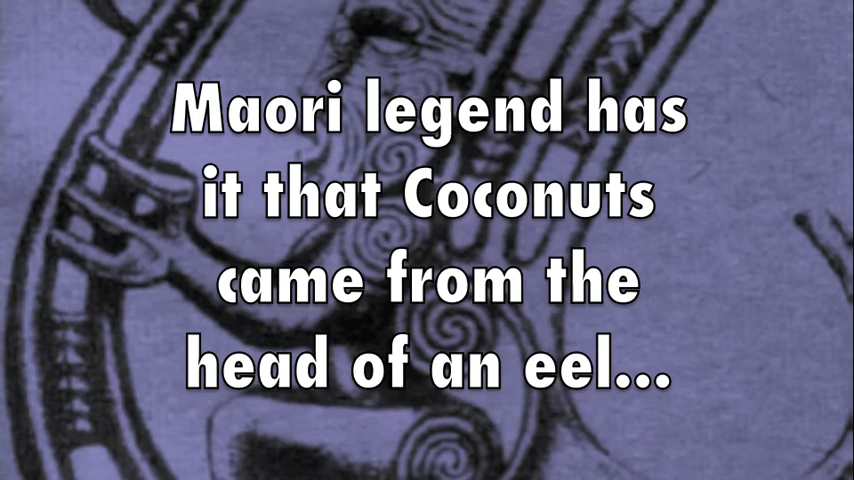 Maori legend has
it that Coconuts
came from the
head of an eel...